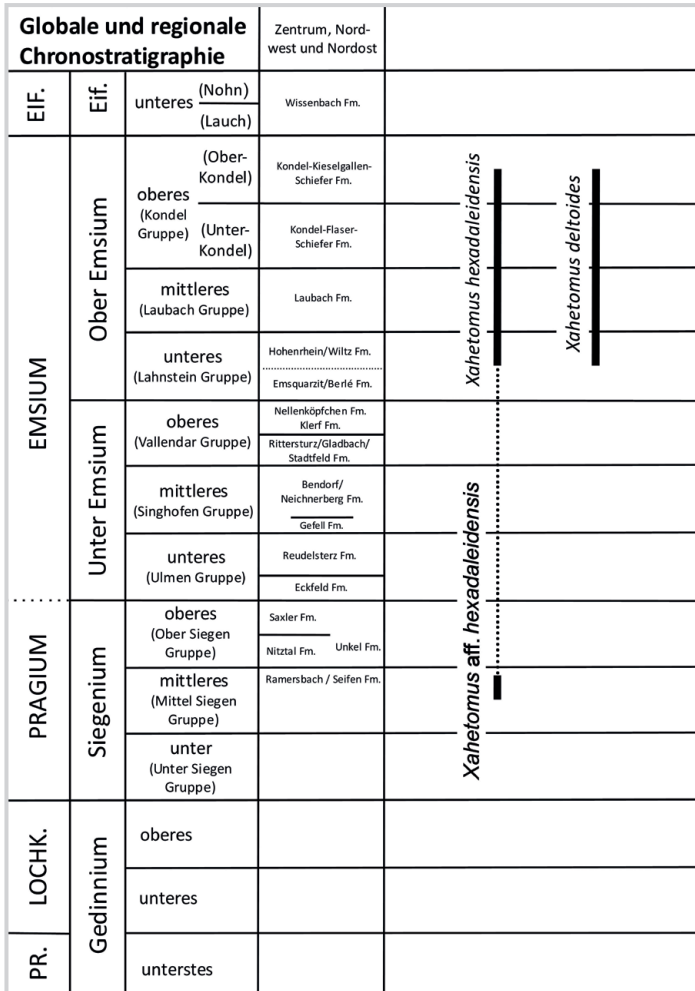 Globale und regionale
Chronostratigraphie
Zentrum, Nord-
west und Nordost
EIF.
Eif.
unteres
(Nohn)
(Lauch)
Wissenbach Fm.
EMSIUM
Ober Emsium
oberes
(Kondel
Gruppe)
(Ober-
Kondel)
Kondel-Kieselgallen-
Schiefer Fm.
(Unter-
Kondel)
Kondel-Flaser-
Schiefer Fm.
mittleres
(Laubach Gruppe)
Laubach Fm.
unteres
(Lahnstein Gruppe)
Hohenrhein/Wiltz Fm.
Emsquarzit/Berlé Fm.
Unter Emsium
oberes
(Vallendar Gruppe)
Nellenköpfchen Fm.
Klerf Fm.
Rittersturz/Gladbach/
Stadtfeld Fm.
mittleres
(Singhofen Gruppe)
Bendorf/
Neichnerberg Fm.
Gefell Fm.
unteres
(Ulmen Gruppe)
Reudelsterz Fm.
Eckfeld Fm.
PRAGIUM
Siegenium
oberes
(Ober Siegen
Gruppe)
Saxler Fm.
Nitztal Fm.
Unkel Fm.
mittleres
(Mittel Siegen
Gruppe)
Ramersbach / Seifen Fm.
unter
(Unter Siegen
Gruppe)
LOCHK.
Gedinnium
oberes
unteres
PR.
unterstes
Xahetomus hexadaleidensis
Xahetomus deltoides
Xahetomus aff. hexadaleidensis